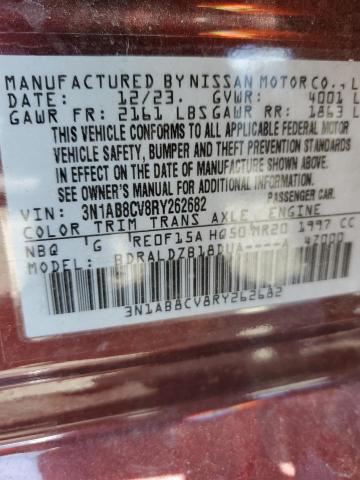 MANUFACTURED BY NISSAN MOTOR CO., L
DATE: 12/23. GVWR: 4001 L
GAWR FR: 2161 LBS GAWR RR: 1863 L
THIS VEHICLE CONFORMS TO ALL APPLICABLE FEDERAL MOTOR
VEHICLE SAFETY, BUMPER AND THEFT PREVENTION STANDARDS
IN EFFECT ON THE DATE OF MANUFACTURE SHOWN ABOVE.
SEE OWNER'S MANUAL FOR ADDITIONAL INFORMATION.
PASSENGER CAR.
VIN: 3N1AB8CV8RY262682
COLOR TRIM TRANS AXLE ENGINE
NBQ G RE0F15A HQ50 MR20 1997 CC
MODEL: BDRALDZB18DUA----A 4Z000
3N1AB8CV8RY262682